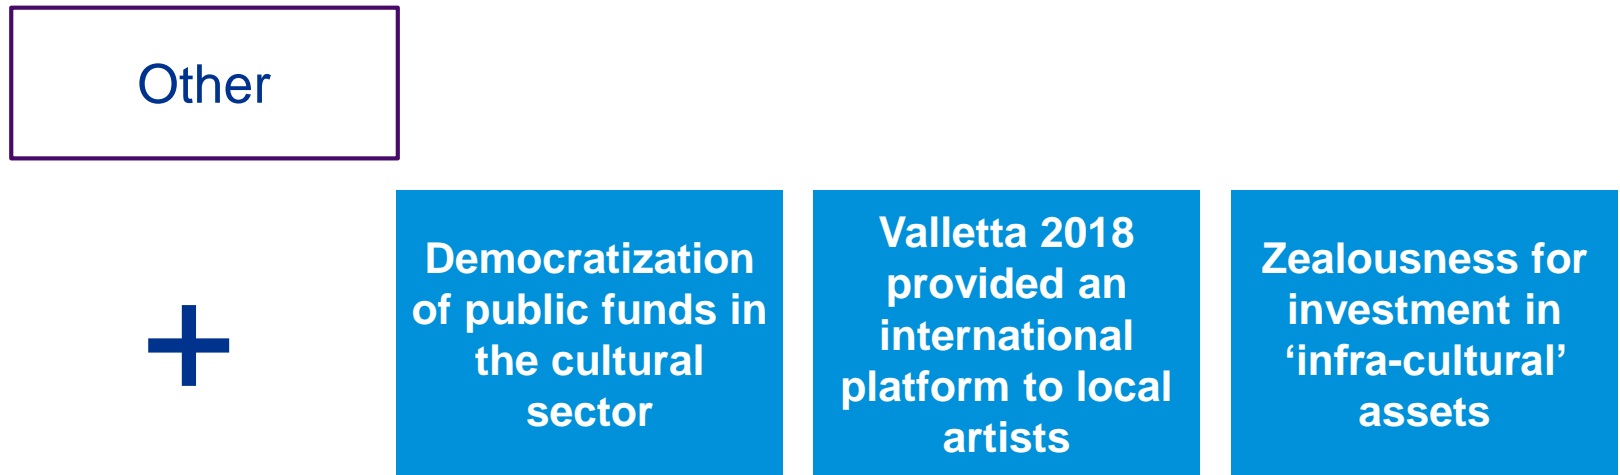 Other
+
Democratization
of public funds in
the cultural
sector
Valletta 2018
provided an
international
platform to local
artists
Zealousness for
investment in
‘infra-cultural’
assets